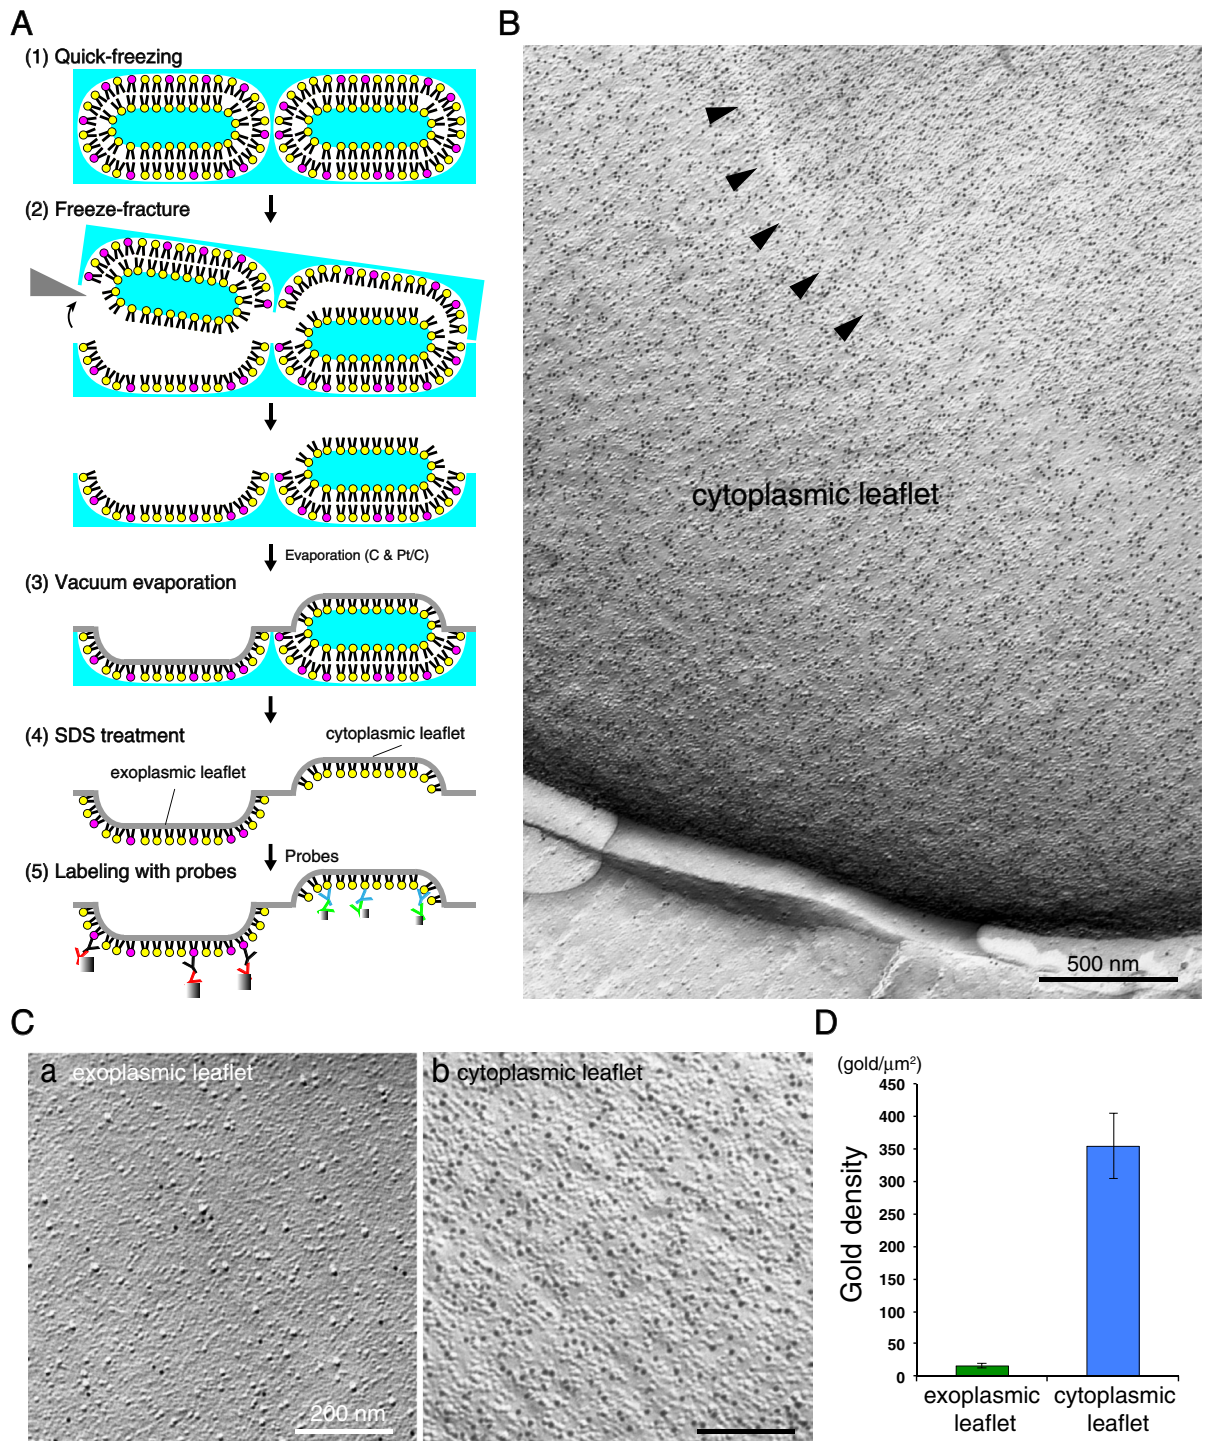 A
(1) Quick-freezing
(2) Freeze-fracture
Evaporation (C & Pt/C)
(3) Vacuum evaporation
(4) SDS treatment
cytoplasmic leaflet
exoplasmic leaflet
Probes
(5) Labeling with probes
B
cytoplasmic leaflet
500 nm
C
a exoplasmic leaflet
200 nm
b cytoplasmic leaflet
D
(gold/µm²)
Gold density
450
400
350
300
250
200
150
100
50
0
exoplasmic
leaflet
cytoplasmic
leaflet